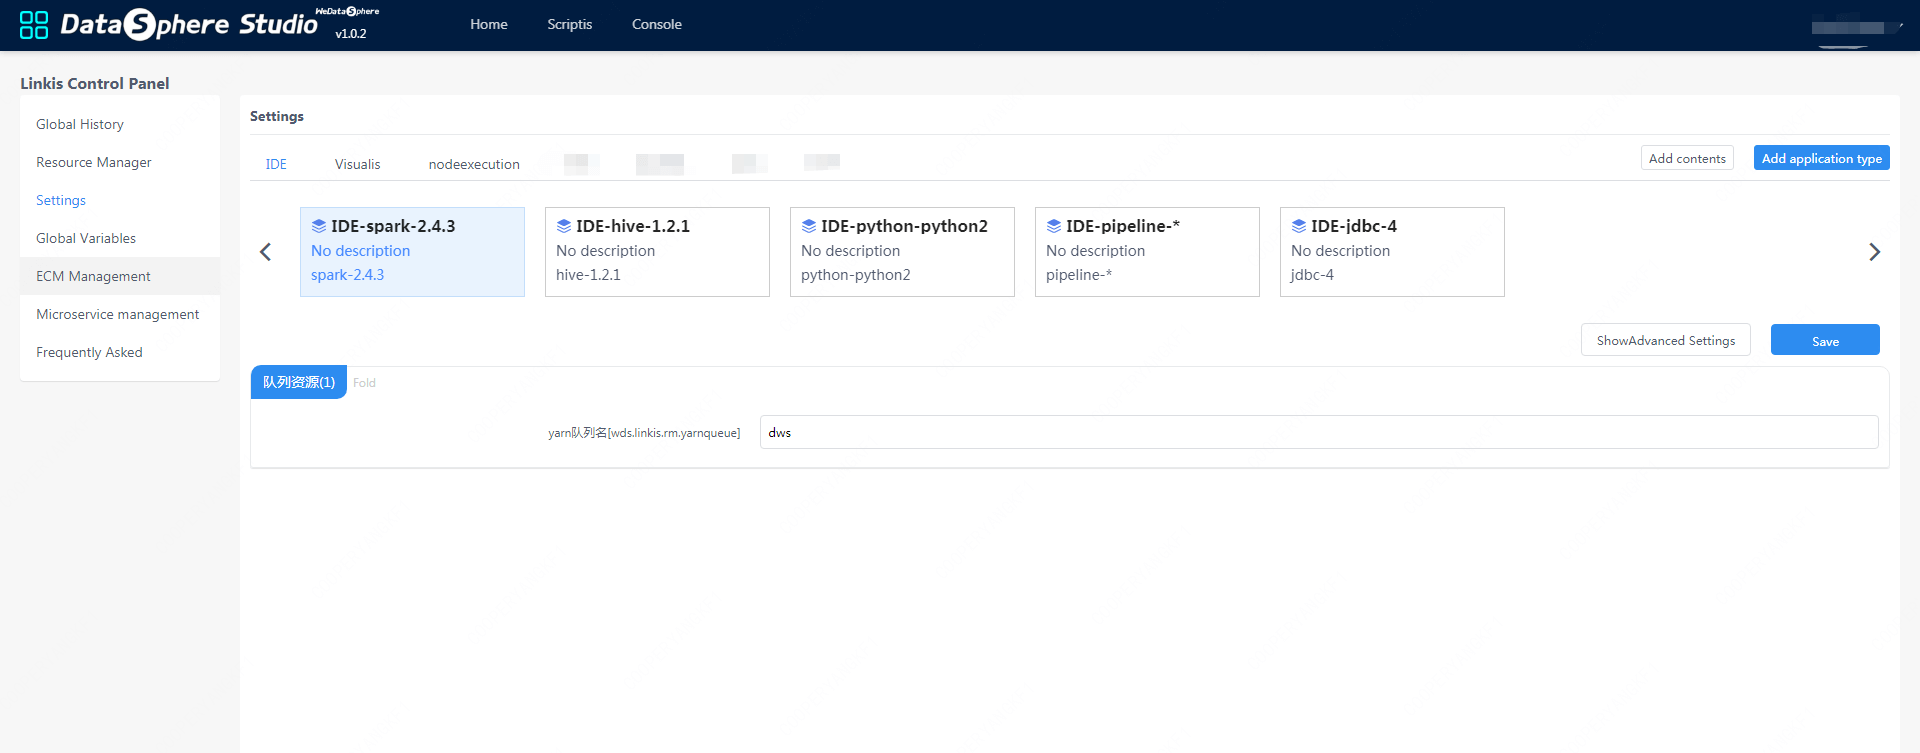 DataSphere Studio
WeDataSphere
v1.0.2
Home
Scriptis
Console
Linkis Control Panel
Global History
Resource Manager
Settings
Global Variables
ECM Management
Microservice management
Frequently Asked
Settings
IDE
Visualis
nodeexecution
Add contents
Add application type
IDE-spark-2.4.3
No description
spark-2.4.3
IDE-hive-1.2.1
No description
hive-1.2.1
IDE-python-python2
No description
python-python2
IDE-pipeline-*
No description
pipeline-*
IDE-jdbc-4
No description
jdbc-4
ShowAdvanced Settings
Save
队列资源(1)
Fold
yarn队列名[wds.linkis.rm.yarnqueue]
dws